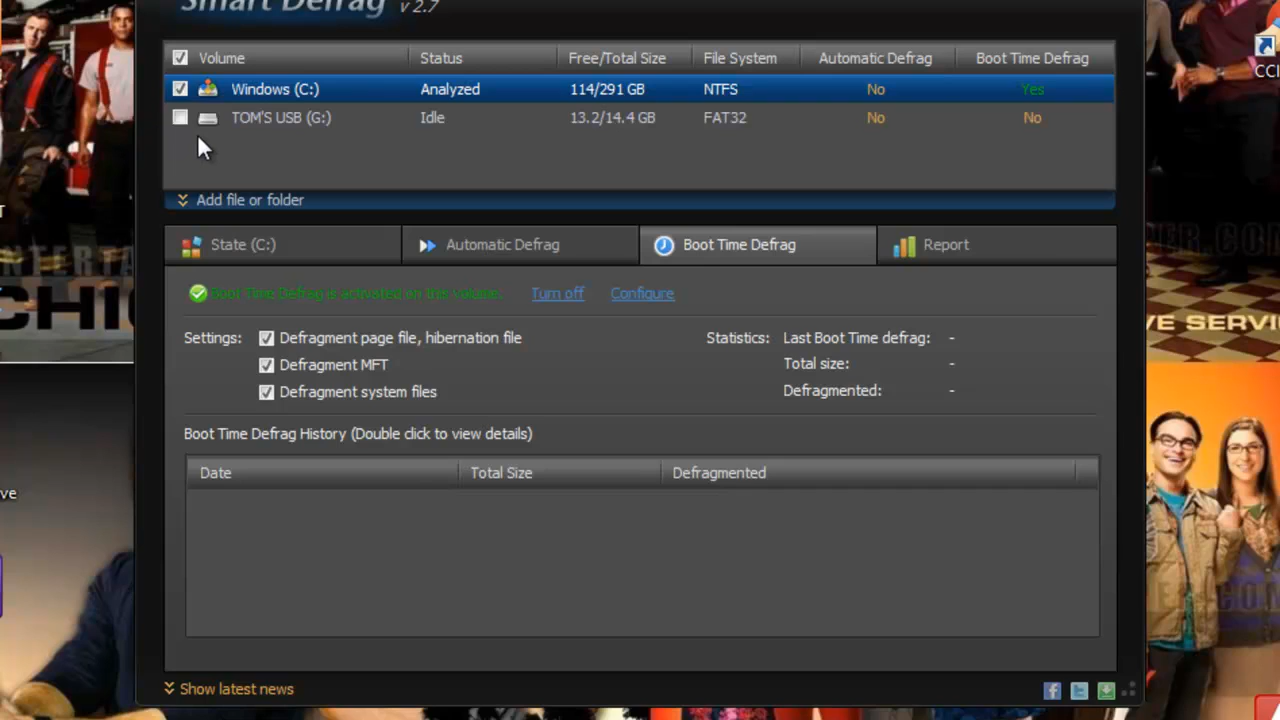 Smart Defrag v 2.7
Volume Status Free/Total Size File System Automatic Defrag Boot Time Defrag
Windows (C:) Analyzed 114/291 GB NTFS No Yes
TOM'S USB (G:) Idle 13.2/14.4 GB FAT32 No No
Add file or folder
State (C:) Automatic Defrag Boot Time Defrag Report
Boot Time Defrag is activated on this volume. Turn off Configure
Settings: Defragment page file, hibernation file Statistics: Last Boot Time defrag: -
Defragment MFT Total size: -
Defragment system files Defragmented: -
Boot Time Defrag History (Double click to view details)
Date Total Size Defragmented
Show latest news
CCl
VE SERVI
CHIC